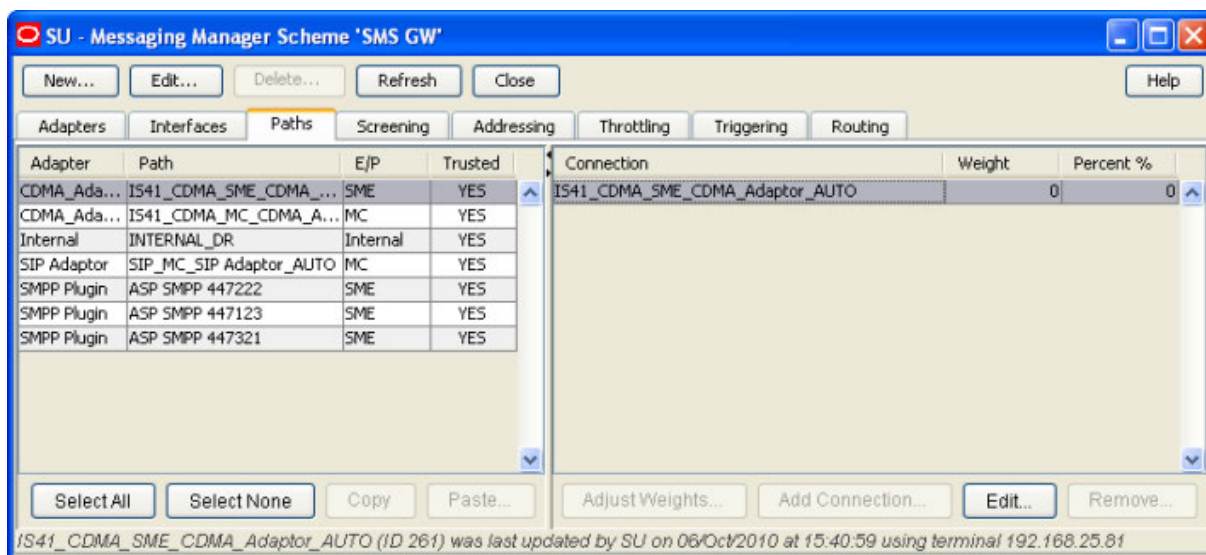 SU - Messaging Manager Scheme 'SMS GW'
New... Edit... Delete... Refresh Close Help
Adapters Interfaces Paths Screening Addressing Throttling Triggering Routing
Adapter Path E/P Trusted Connection Weight Percent %
CDMA_Ada... IS41_CDMA_SME_CDMA_... SME YES IS41_CDMA_SME_CDMA_Adaptor_AUTO 0 0
CDMA_Ada... IS41_CDMA_MC_CDMA_A... MC YES
Internal INTERNAL_DR Internal YES
SIP Adaptor SIP_MC_SIP Adaptor_AUTO MC YES
SMPP Plugin ASP SMPP 447222 SME YES
SMPP Plugin ASP SMPP 447123 SME YES
SMPP Plugin ASP SMPP 447321 SME YES
Select All Select None Copy Paste... Adjust Weights... Add Connection... Edit... Remove...
IS41_CDMA_SME_CDMA_Adaptor_AUTO (ID 261) was last updated by SU on 06/Oct/2010 at 15:40:59 using terminal 192.168.25.81